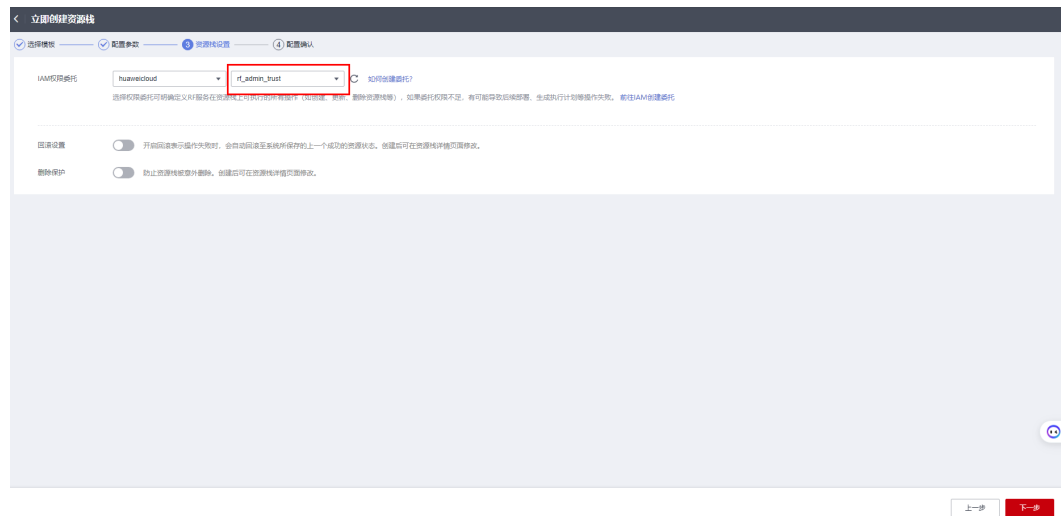 < 立即创建资源栈
选择模板 配置参数 3 资源栈设置 4 配置确认
IAM权限委托 huaweicloud rf_admin_trust 如何创建委托?
选择权限委托可明确定义RF服务在资源栈上可执行的所有操作（如创建、更新、删除资源栈等），如果委托权限不足，有可能导致后续部署、生成执行计划等操作失败。 前往IAM创建委托
回滚设置 开启回滚表示操作失败时，会自动回滚至系统所保存的上一个成功的资源状态。创建后可在资源栈详情页面修改。
删除保护 防止资源栈被意外删除。创建后可在资源栈详情页面修改。
上一步 下一步